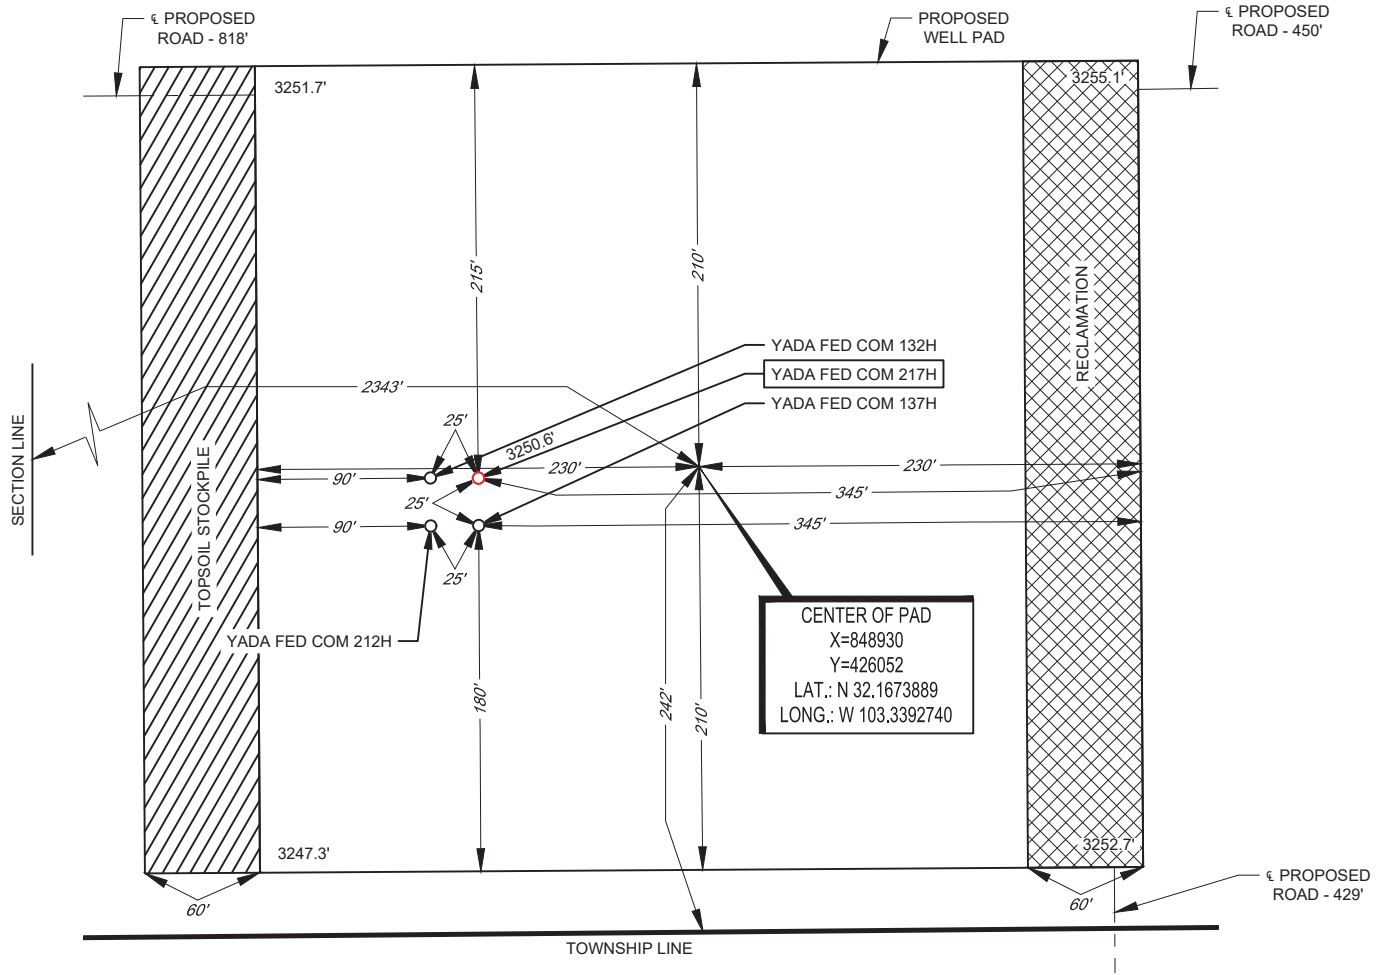 ℄ PROPOSED
ROAD - 818'
PROPOSED
WELL PAD
℄ PROPOSED
ROAD - 450'
3251.7'
3255.1'
215'
210'
RECLAMATION
YADA FED COM 132H
YADA FED COM 217H
YADA FED COM 137H
2343'
SECTION LINE
TOPSOIL STOCKPILE
25'
3250.6'
230'
230'
90'
345'
25'
90'
345'
25'
YADA FED COM 212H
CENTER OF PAD
X=848930
Y=426052
LAT.: N 32.1673889
LONG.: W 103.3392740
180'
242'
210'
3247.3'
3252.7'
60'
60'
℄ PROPOSED
ROAD - 429'
TOWNSHIP LINE